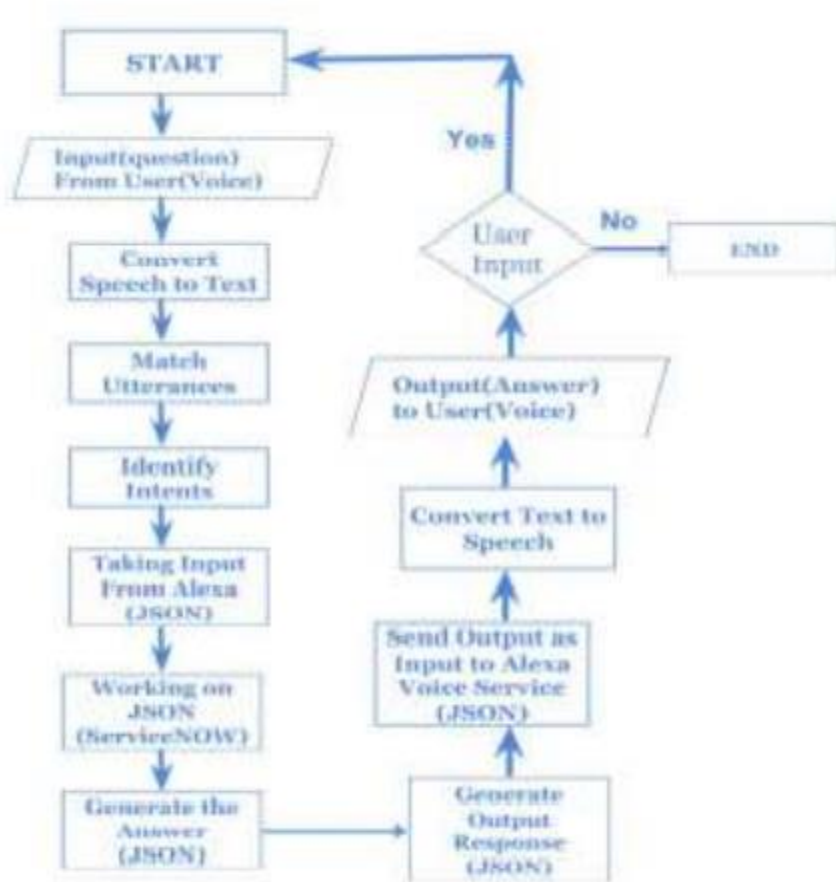 START
Input(question)
From User(Voice)
Convert
Speech to Text
Match
Utterances
Identify
Intents
Taking Input
From Alexa
(JSON)
Working on
JSON
(ServiceNOW)
Generate the
Answer
(JSON)
Generate
Output
Response
(JSON)
Send Output as
Input to Alexa
Voice Service
(JSON)
Convert Text to
Speech
Output(Answer)
to User(Voice)
User
Input
Yes
No
END